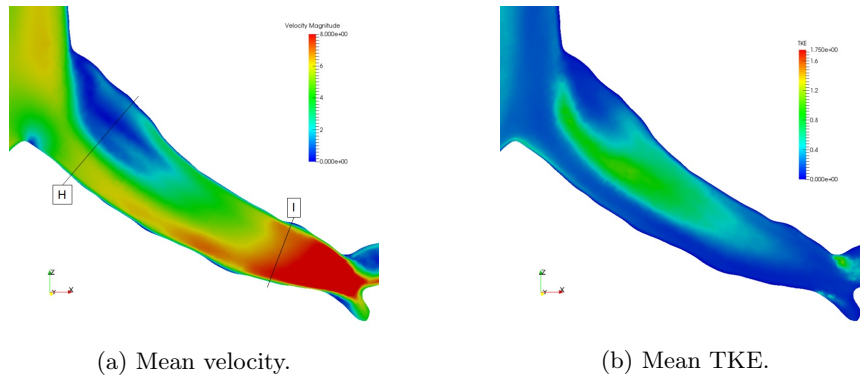 Velocity Magnitude
8.000e+00
6
4
2
0.000e+00
H
I
Z
Y
X
(a) Mean velocity.
TKE
1.750e+00
1.6
1.2
0.8
0.4
0.000e+00
Z
Y
X
(b) Mean TKE.